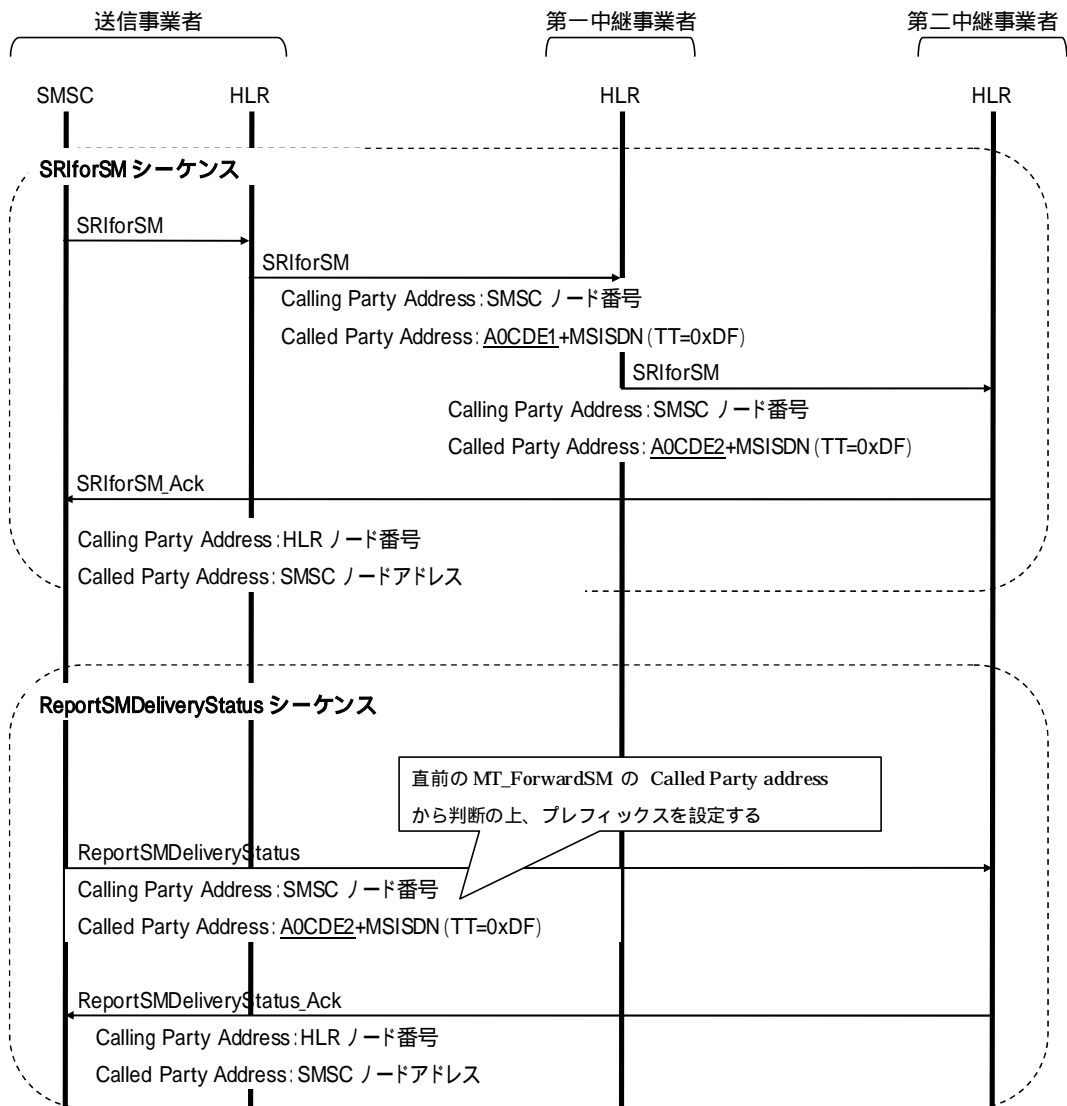 送信事業者
第一中継事業者
第二中継事業者
SMSC
HLR
HLR
HLR
SRIforSM シーケンス
SRIforSM
SRIforSM
Calling Party Address:SMSC ノード番号
Called Party Address:A0CDE1+MSISDN(TT=0xDF)
SRIforSM
Calling Party Address:SMSC ノード番号
Called Party Address:A0CDE2+MSISDN(TT=0xDF)
SRIforSM_Ack
Calling Party Address:HLR ノード番号
Called Party Address:SMSC ノードアドレス
ReportSMDeliveryStatus シーケンス
直前の MT_ForwardSM の Called Party address
から判断の上、プレフィックスを設定する
ReportSMDeliveryStatus
Calling Party Address:SMSC ノード番号
Called Party Address:A0CDE2+MSISDN(TT=0xDF)
ReportSMDeliveryStatus_Ack
Calling Party Address:HLR ノード番号
Called Party Address:SMSC ノードアドレス